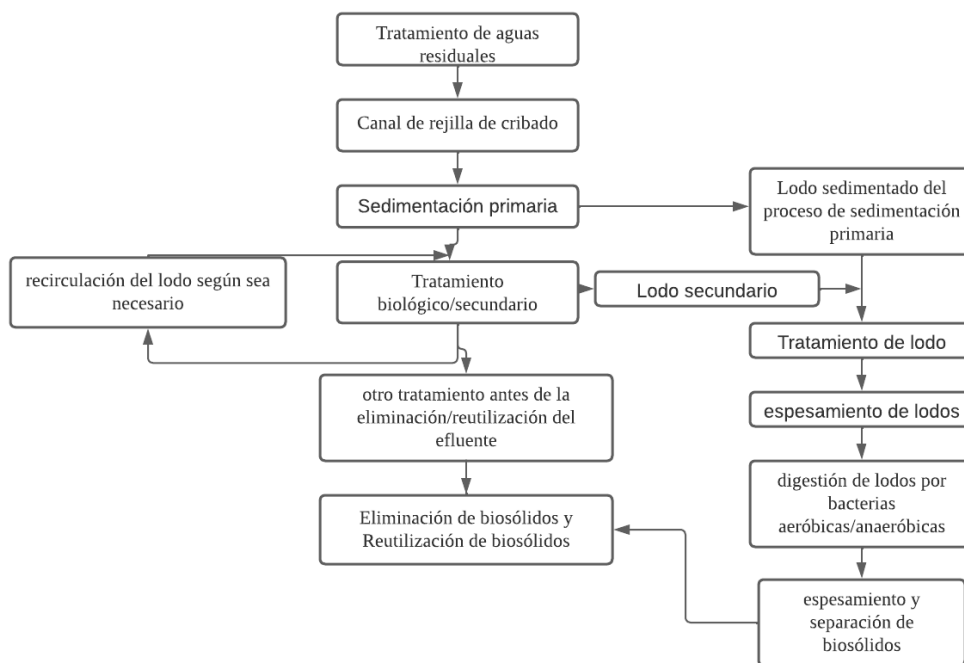 Tratamiento de aguas
residuales
Canal de rejilla de cribado
Sedimentación primaria
Lodo sedimentado del
proceso de sedimentación
primaria
recirculación del lodo según sea
necesario
Tratamiento
biológico/secundario
Lodo secundario
Tratamiento de lodo
espesamiento de lodos
otro tratamiento antes de la
eliminación/reutilización del
efluente
digestión de lodos por
bacterias
aeróbicas/anaeróbicas
Eliminación de biosólidos y
Reutilización de biosólidos
espesamiento y
separación de
biosólidos